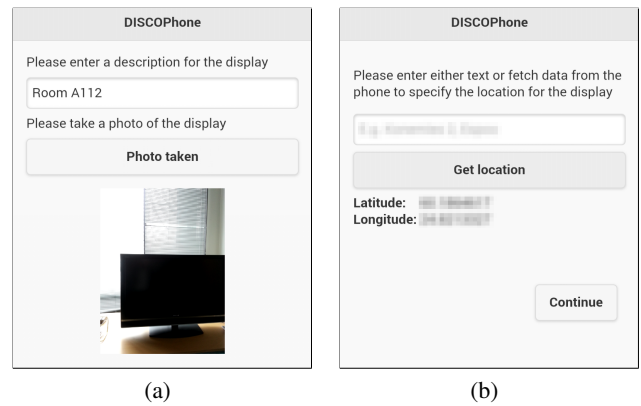 DISCOPhone
Please enter a description for the display
Room A112
Please take a photo of the display
Photo taken
(a)
DISCOPhone
Please enter either text or fetch data from the
phone to specify the location for the display
Get location
Latitude:
Longitude:
Continue
(b)